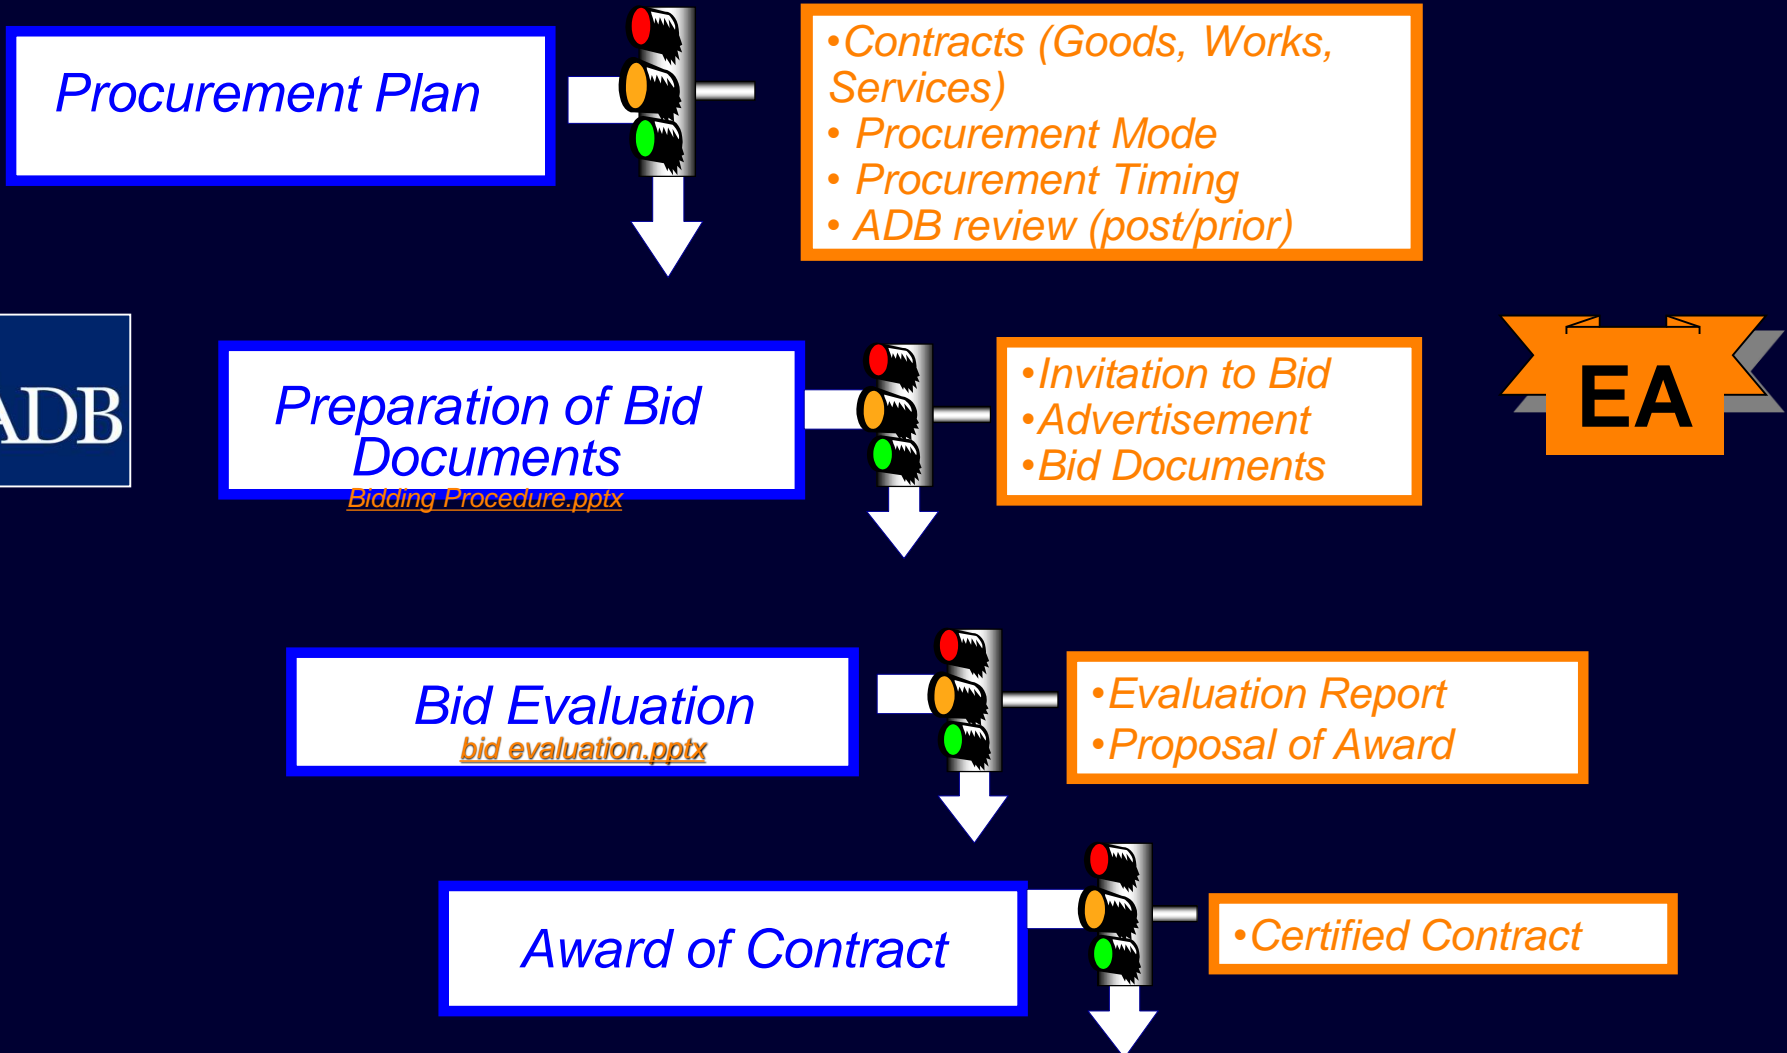 Procurement Plan
•Contracts (Goods, Works,
Services)
• Procurement Mode
• Procurement Timing
• ADB review (post/prior)
ADB
Preparation of Bid
Documents
Bidding Procedure.pptx
•Invitation to Bid
•Advertisement
•Bid Documents
EA
Bid Evaluation
bid evaluation.pptx
•Evaluation Report
•Proposal of Award
Award of Contract
•Certified Contract